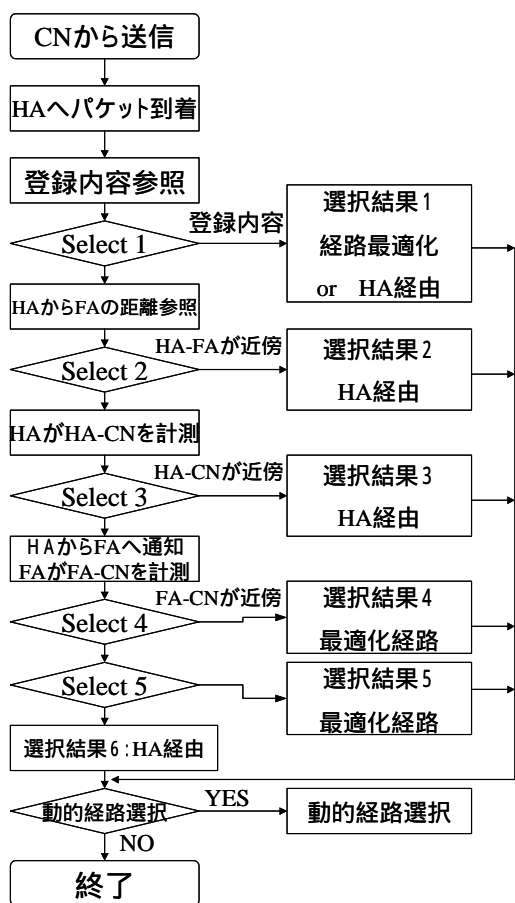 CNから送信
HAへパケット到着
登録内容参照
Select 1
登録内容
選択結果1
経路最適化
or HA経由
HAからFAの距離参照
Select 2
HA-FAが近傍
選択結果2
HA経由
HAがHA-CNを計測
Select 3
HA-CNが近傍
選択結果3
HA経由
HAからFAへ通知
FAがFA-CNを計測
Select 4
FA-CNが近傍
選択結果4
最適化経路
Select 5
選択結果5
最適化経路
選択結果6:HA経由
動的経路選択
YES
動的経路選択
NO
終了